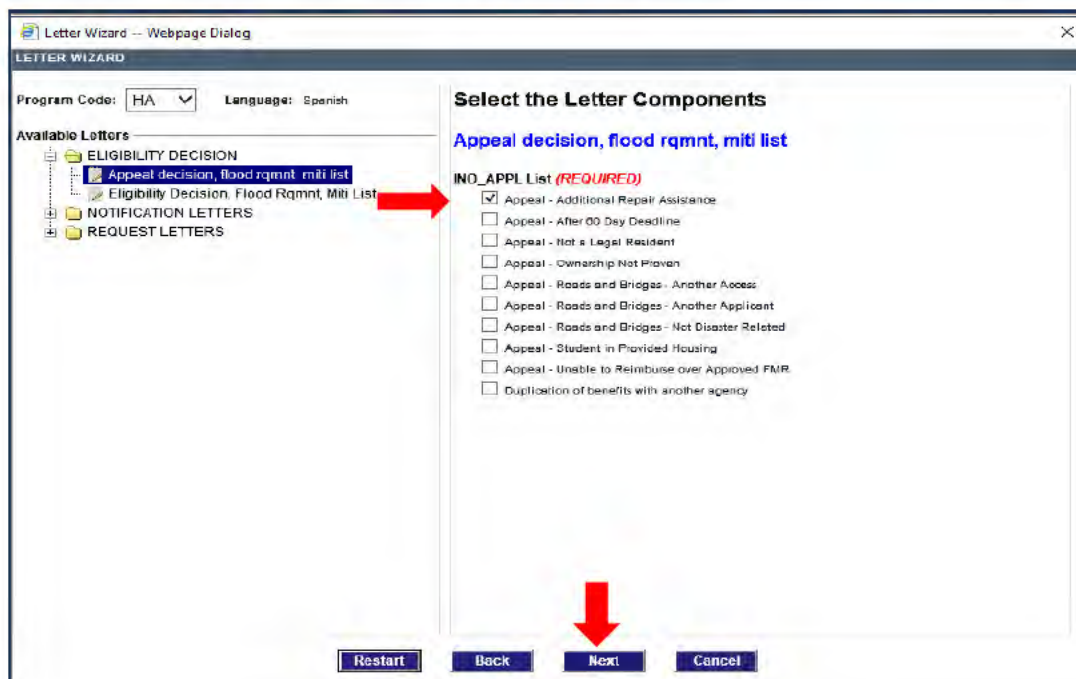 Letter Wizard -- Webpage Dialog
LETTER WIZARD
Program Code: HA Language: Spanish
Available Letters
ELIGIBILITY DECISION
Appeal decision, flood rqmnt, miti list
Eligibility Decision, Flood Rqmnt, Miti List
NOTIFICATION LETTERS
REQUEST LETTERS
Select the Letter Components
Appeal decision, flood rqmnt, miti list
INO_APPL List (REQUIRED)
Appeal - Additional Repair Assistance
Appeal - After 60 Day Deadline
Appeal - Not a Legal Resident
Appeal - Ownership Not Proven
Appeal - Roads and Bridges - Another Access
Appeal - Roads and Bridges - Another Applicant
Appeal - Roads and Bridges - Not Disaster Related
Appeal - Student in Provided Housing
Appeal - Unable to Reimburse over Approved FMR
Duplication of benefits with another agency
Restart Back Next Cancel